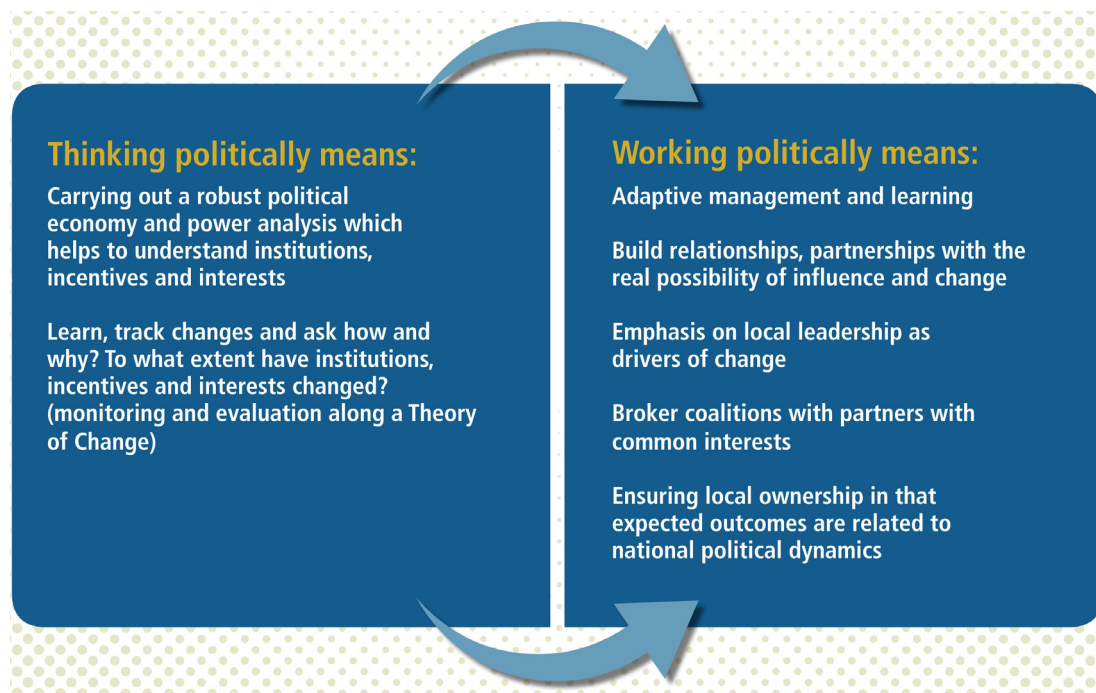 Thinking politically means:
Carrying out a robust political
economy and power analysis which
helps to understand institutions,
incentives and interests
Learn, track changes and ask how and
why? To what extent have institutions,
incentives and interests changed?
(monitoring and evaluation along a Theory
of Change)
Working politically means:
Adaptive management and learning
Build relationships, partnerships with the
real possibility of influence and change
Emphasis on local leadership as
drivers of change
Broker coalitions with partners with
common interests
Ensuring local ownership in that
expected outcomes are related to
national political dynamics